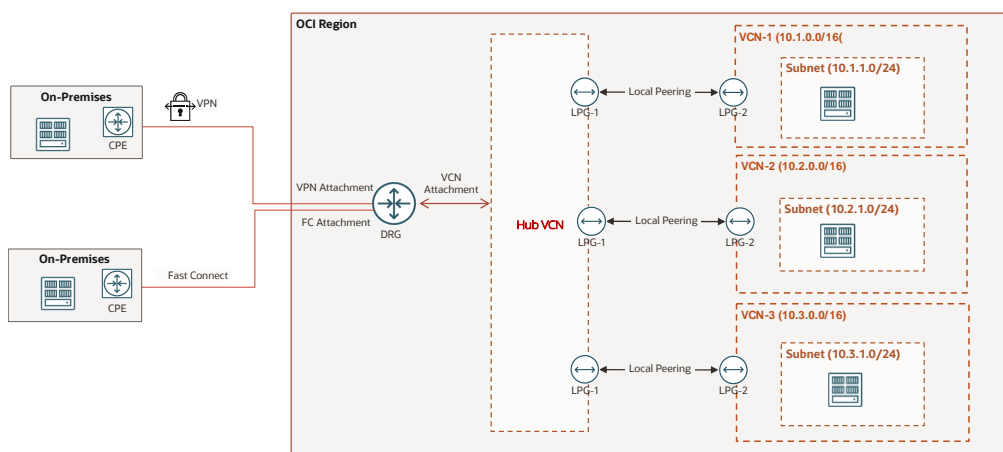 OCI Region
On-Premises
CPE
VPN
On-Premises
CPE
Fast Connect
VPN Attachment
FC Attachment
DRG
VCN
Attachment
Hub VCN
LPG-1
Local Peering
LPG-2
VCN-1 (10.1.0.0/16(
Subnet (10.1.1.0/24)
LPG-1
Local Peering
LPG-2
VCN-2 (10.2.0.0/16)
Subnet (10.2.1.0/24)
LPG-1
Local Peering
LPG-2
VCN-3 (10.3.0.0/16)
Subnet (10.3.1.0/24)